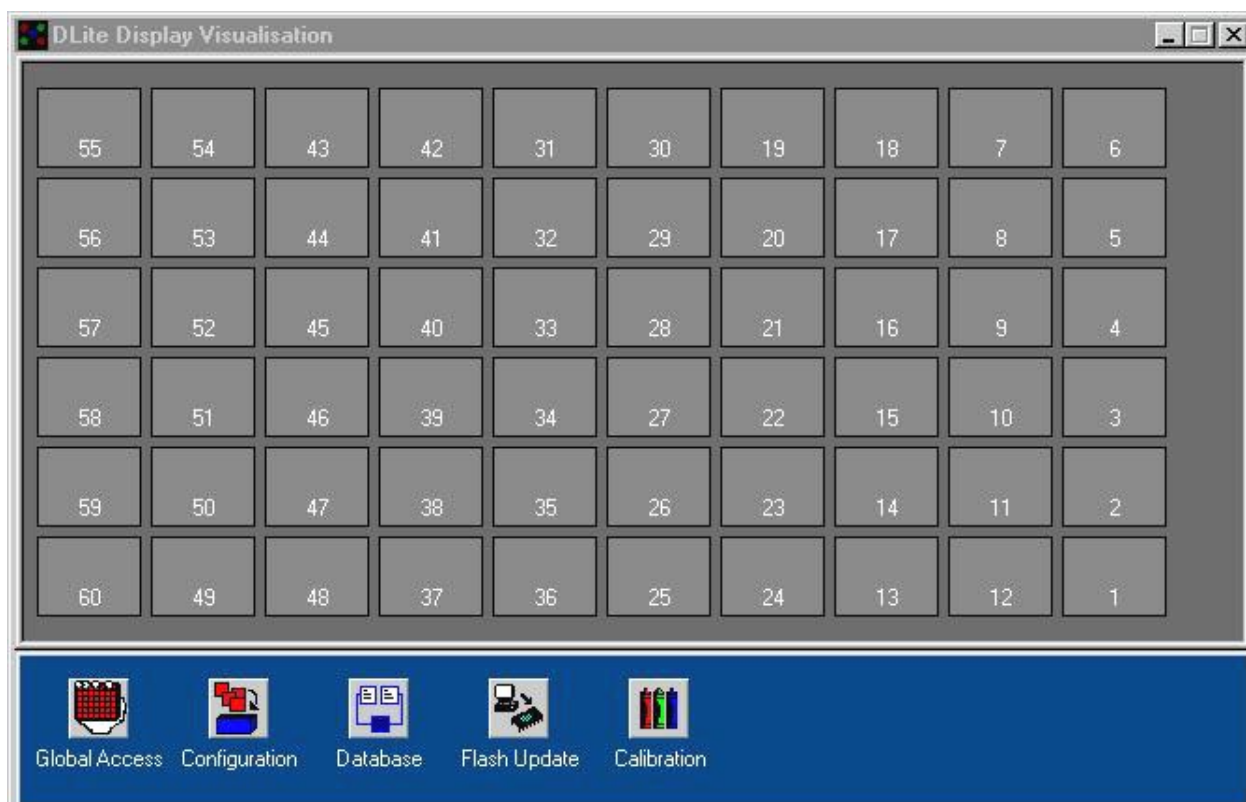 DLite Display Visualisation
55 54 43 42 31 30 19 18 7 6
56 53 44 41 32 29 20 17 8 5
57 52 45 40 33 28 21 16 9 4
58 51 46 39 34 27 22 15 10 3
59 50 47 38 35 26 23 14 11 2
60 49 48 37 36 25 24 13 12 1
Global Access Configuration Database Flash Update Calibration